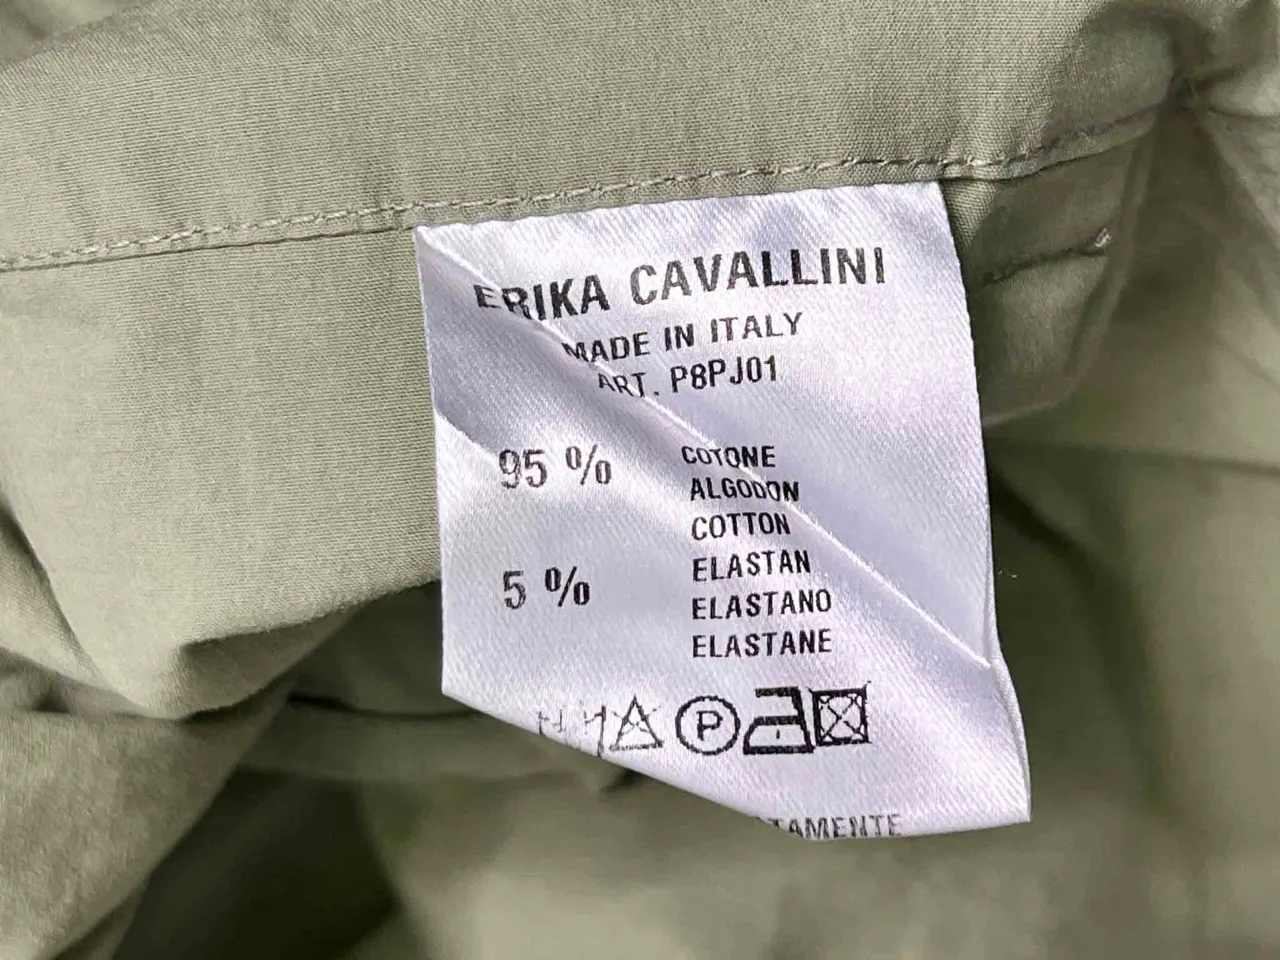 ERIKA CAVALLINI
MADE IN ITALY
ART. P8PJ01
95 % COTONE
ALGODON
COTTON
5 % ELASTAN
ELASTANO
ELASTANE
P